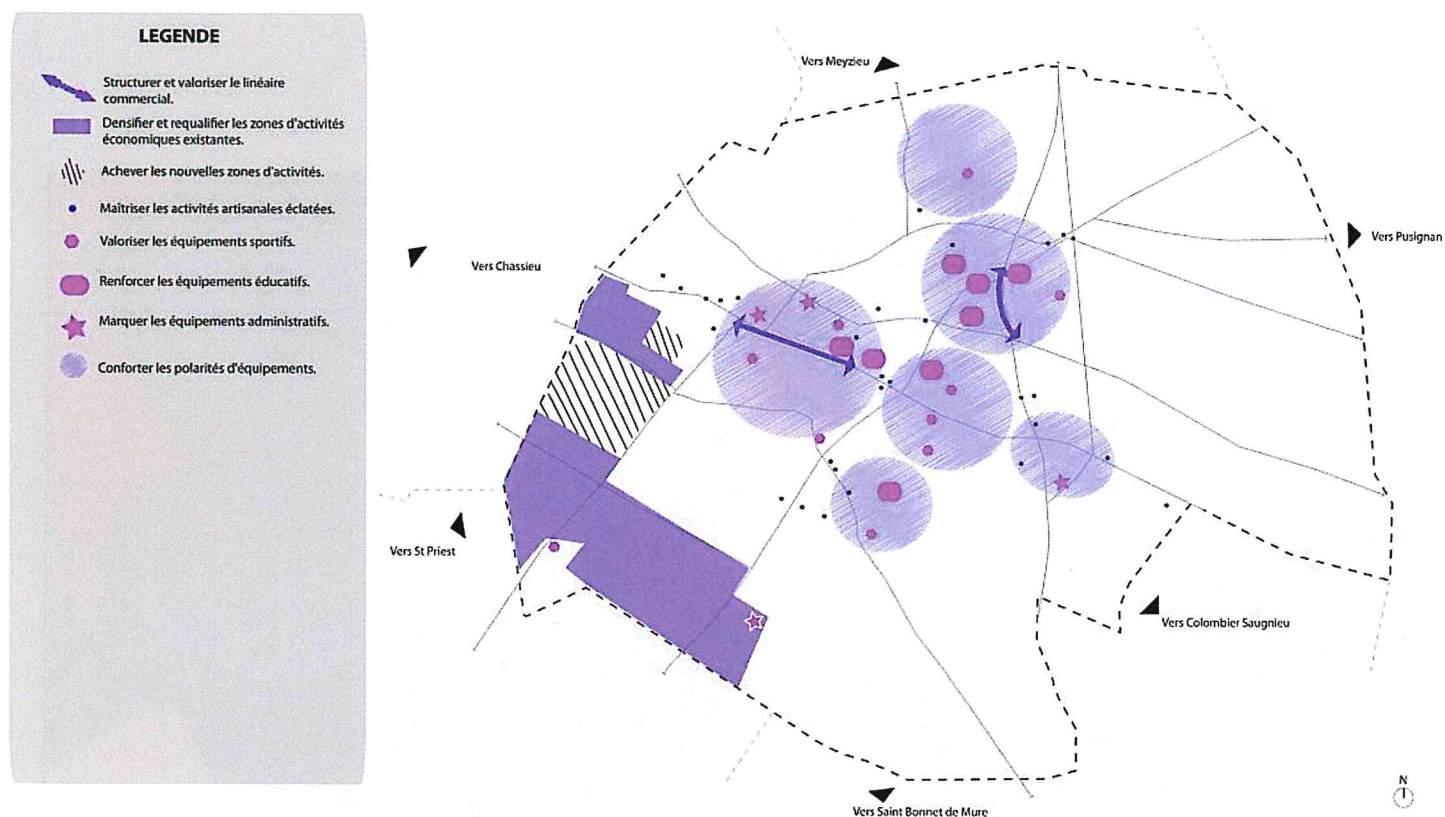 LEGENDE
Structurer et valoriser le linéaire
commercial.
Densifier et requalifier les zones d'activités
économiques existantes.
Achever les nouvelles zones d'activités.
Maîtriser les activités artisanales éclatées.
Valoriser les équipements sportifs.
Renforcer les équipements éducatifs.
Marquer les équipements administratifs.
Conforter les polarités d'équipements.
Vers Meyzieu
Vers Pusignan
Vers Chassieu
Vers St Priest
Vers Colombier Saugnieu
Vers Saint Bonnet de Mure
N